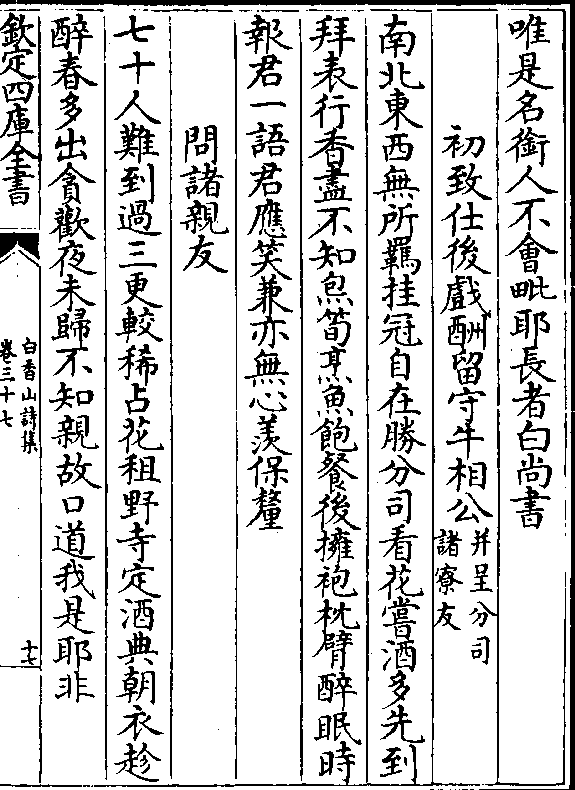 唯是名銜人不會毗耶長者白尚書
初致仕後戲酬留守牛相公并呈分司諸寮友
南北東西無所羈挂冠自在勝分司看花嘗酒多先到
拜表行香盡不知炰筍烹魚飽餐後擁袍枕臂醉眠時
報君一語君應笑兼亦無心羨保釐
問諸親友
七十人難到過三更較稀占花租野寺定酒典朝衣趁
醉春多出貪歡夜未歸不知親故口道我是耶非
欽定四庫全書
白香山詩集
卷三十七
十七